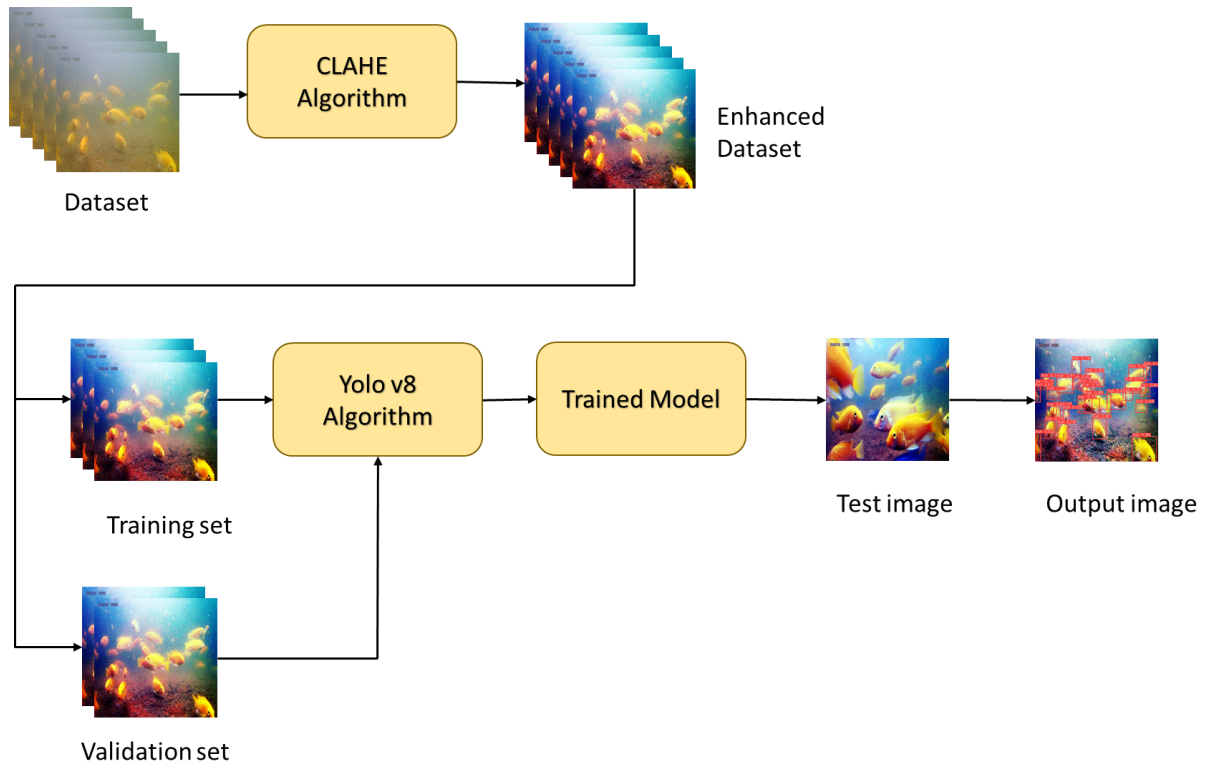 CLAHE
Algorithm
Enhanced
Dataset
Dataset
Yolo v8
Algorithm
Trained Model
Training set
Test image
Output image
Validation set